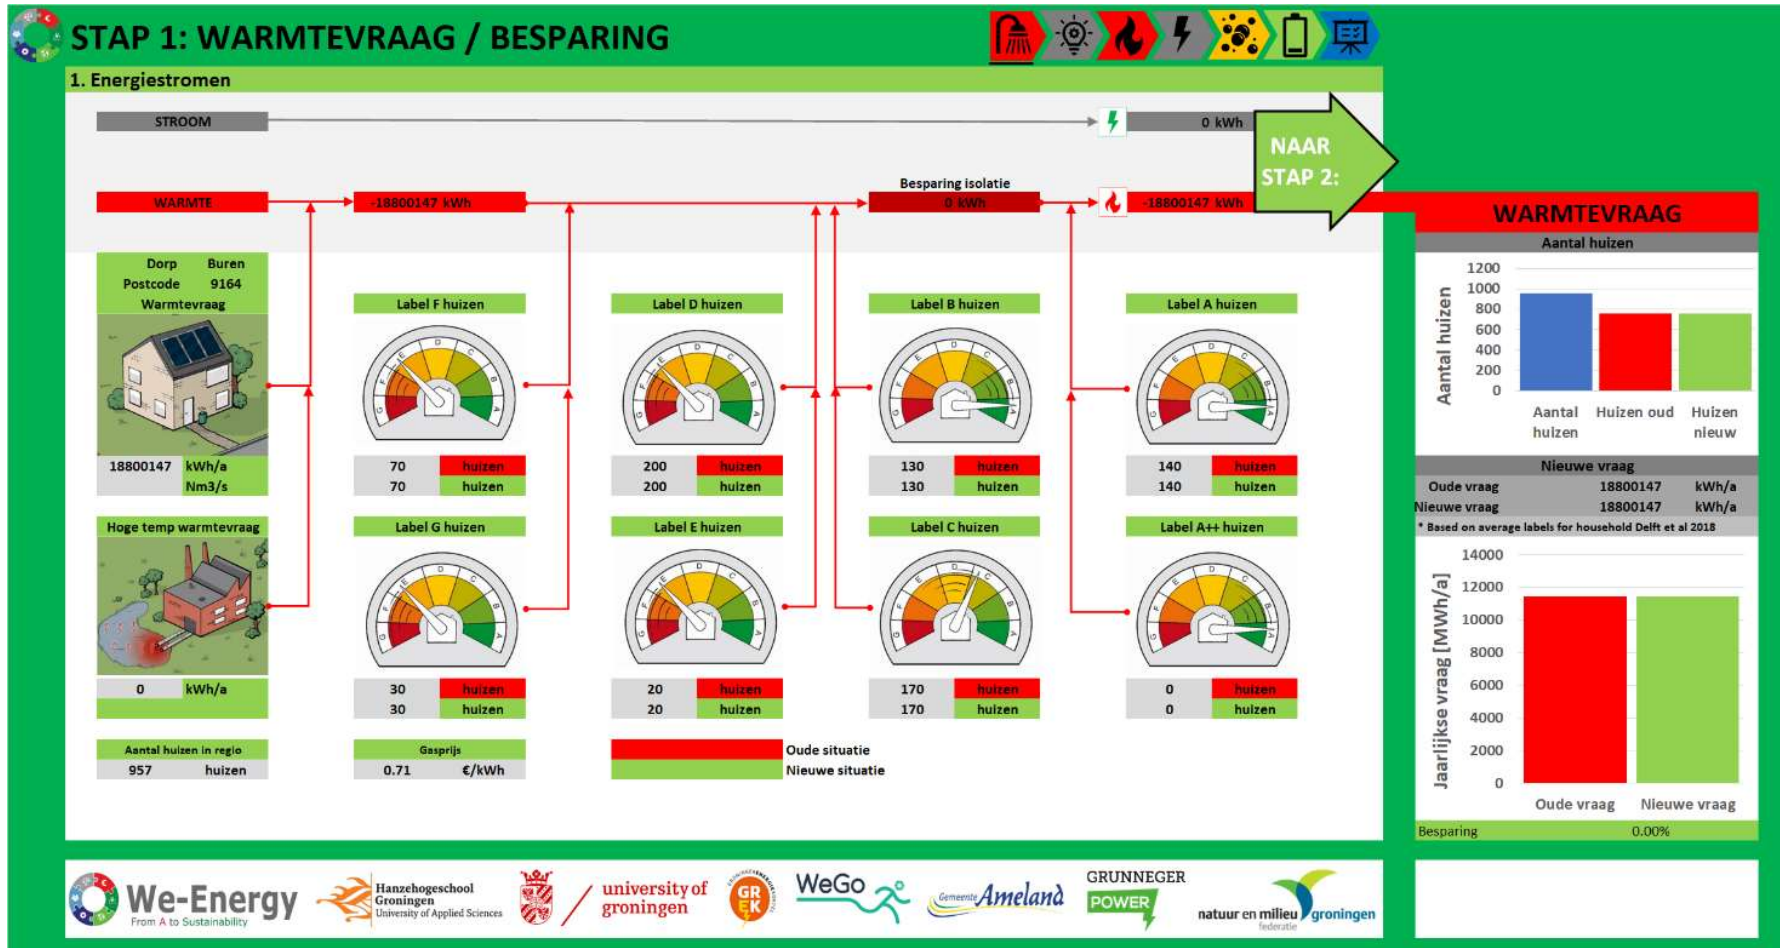 STAP 1: WARMTEVRAAG / BESPARING
1. Energiestromen
STROOM
0 kWh
NAAR
STAP 2:
Besparing isolatie
WARMTE
-18800147 kWh
0 kWh
-18800147 kWh
Dorp Buren
Postcode 9164
Warmtevraag
18800147 kWh/a
Nm3/s
Label F huizen
G F E D C B A
70 huizen
70 huizen
Label D huizen
G F E D C B A
200 huizen
200 huizen
Label B huizen
G F E D C B A
130 huizen
130 huizen
Label A huizen
G F E D C B A
140 huizen
140 huizen
Hoge temp warmtevraag
0 kWh/a
Label G huizen
G F E D C B A
30 huizen
30 huizen
Label E huizen
G F E D C B A
20 huizen
20 huizen
Label C huizen
G F E D C B A
170 huizen
170 huizen
Label A++ huizen
G F E D C B A
0 huizen
0 huizen
Aantal huizen in regio
957 huizen
Gasprijs
0.71 €/kWh
Oude situatie
Nieuwe situatie
WARMTEVRAAG
Aantal huizen
Aantal huizen
1200
1000
800
600
400
200
0
Aantal huizen
Huizen oud
Huizen nieuw
Nieuwe vraag
Oude vraag 18800147 kWh/a
Nieuwe vraag 18800147 kWh/a
* Based on average labels for household Delft et al 2018
Jaarlijkse vraag [MWh/a]
14000
12000
10000
8000
6000
4000
2000
0
Oude vraag Nieuwe vraag
Besparing 0.00%
We-Energy
From A to Sustainability
Hanzehogeschool
Groningen
University of Applied Sciences
university of
groningen
GR
EK
WeGo
Gemeente Ameland
GRUNNEGER
POWER
natuur en milieu groningen
federatie